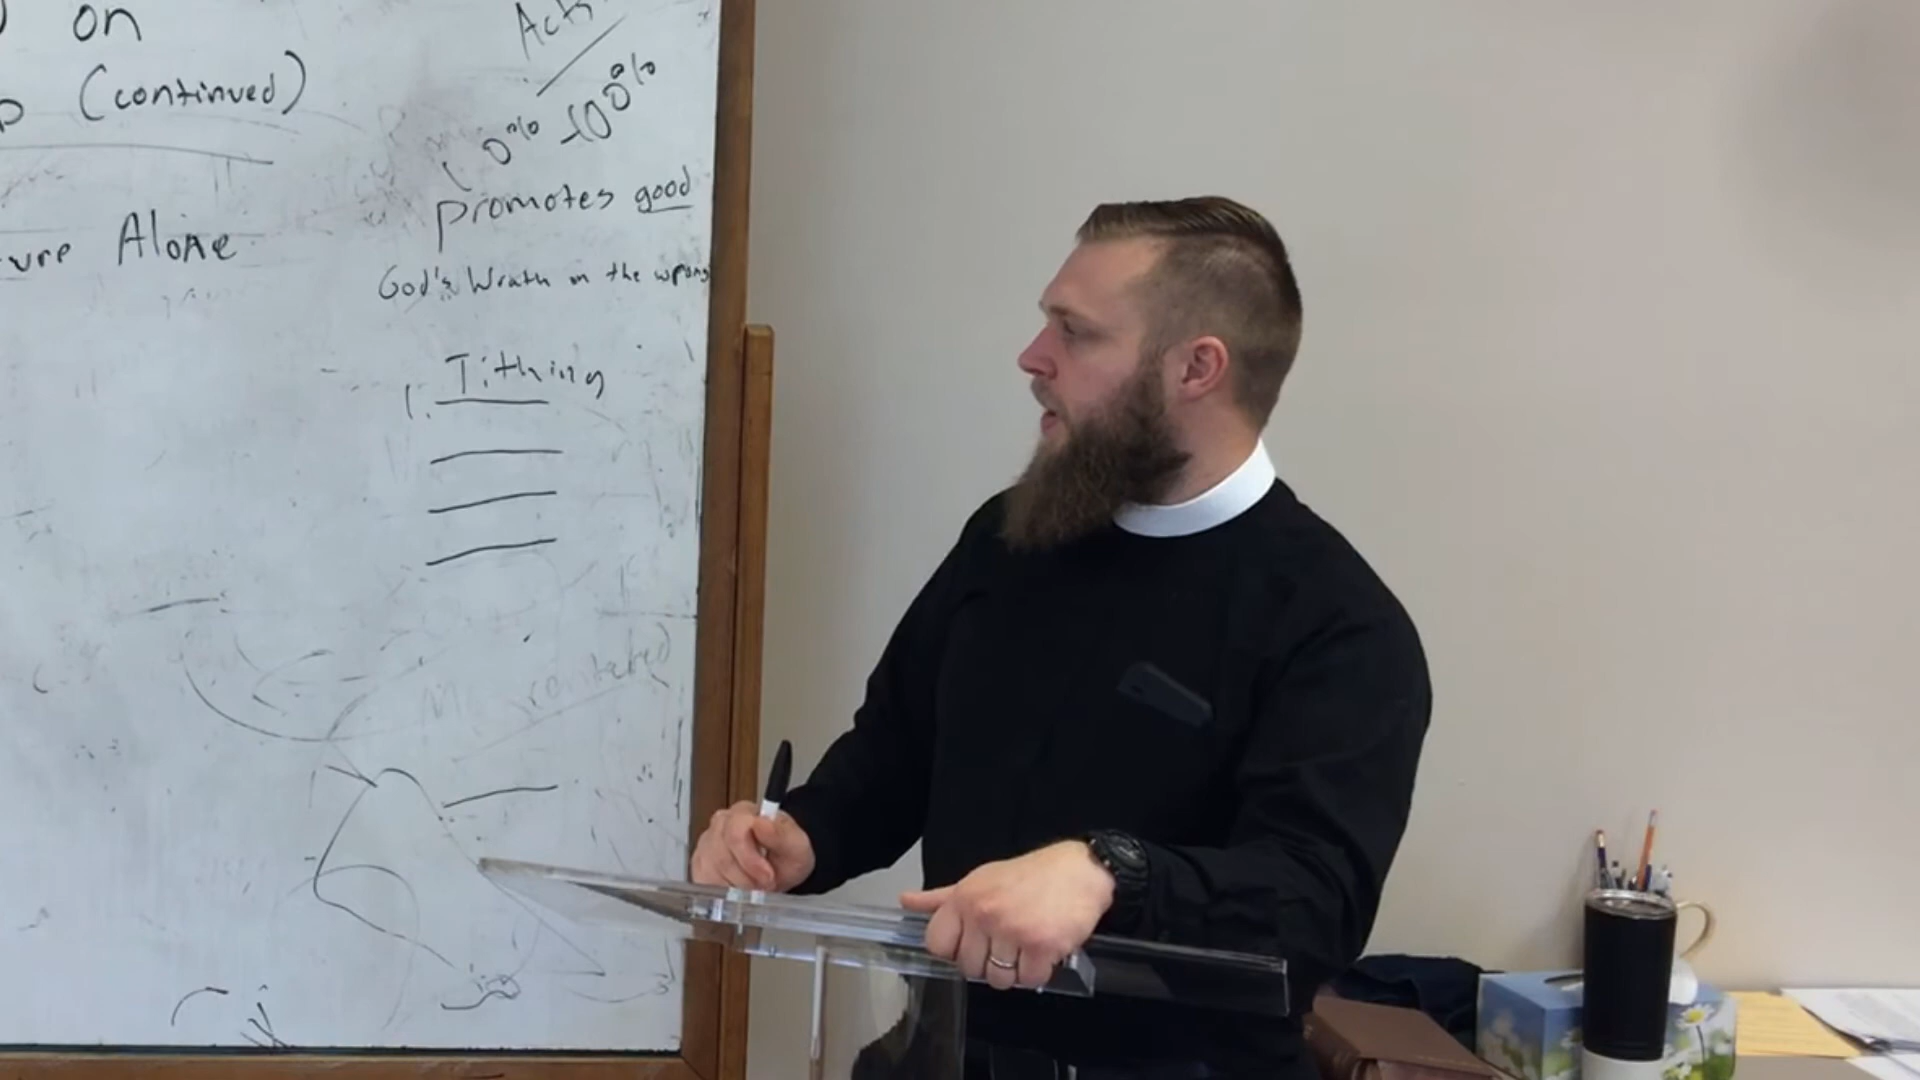 on
(continued)
Alone
Acts
0% 100%
promotes good
God's Wrath on the wrong
1. Tithing